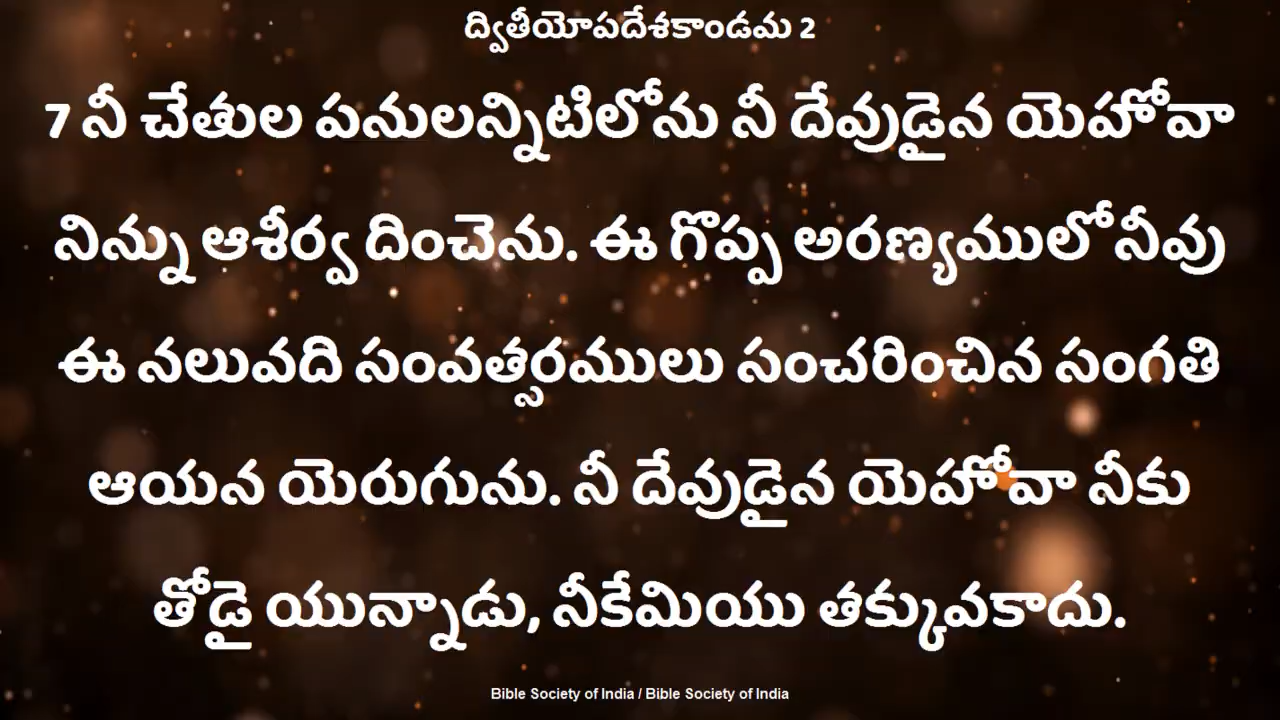 ద్వితీయోపదేశకాండమ 2
7 నీ చేతుల పనులన్నిటిలోను నీ దేవుడైన యెహోవా
నిన్ను ఆశీర్వ దించెను. ఈ గొప్ప అరణ్యములో నీవు
ఈ నలువది సంవత్సరములు సంచరించిన సంగతి
ఆయన యెరుగును. నీ దేవుడైన యెహోవా నీకు
తోడై యున్నాడు, నీకేమియు తక్కువకాదు.
Bible Society of India / Bible Society of India